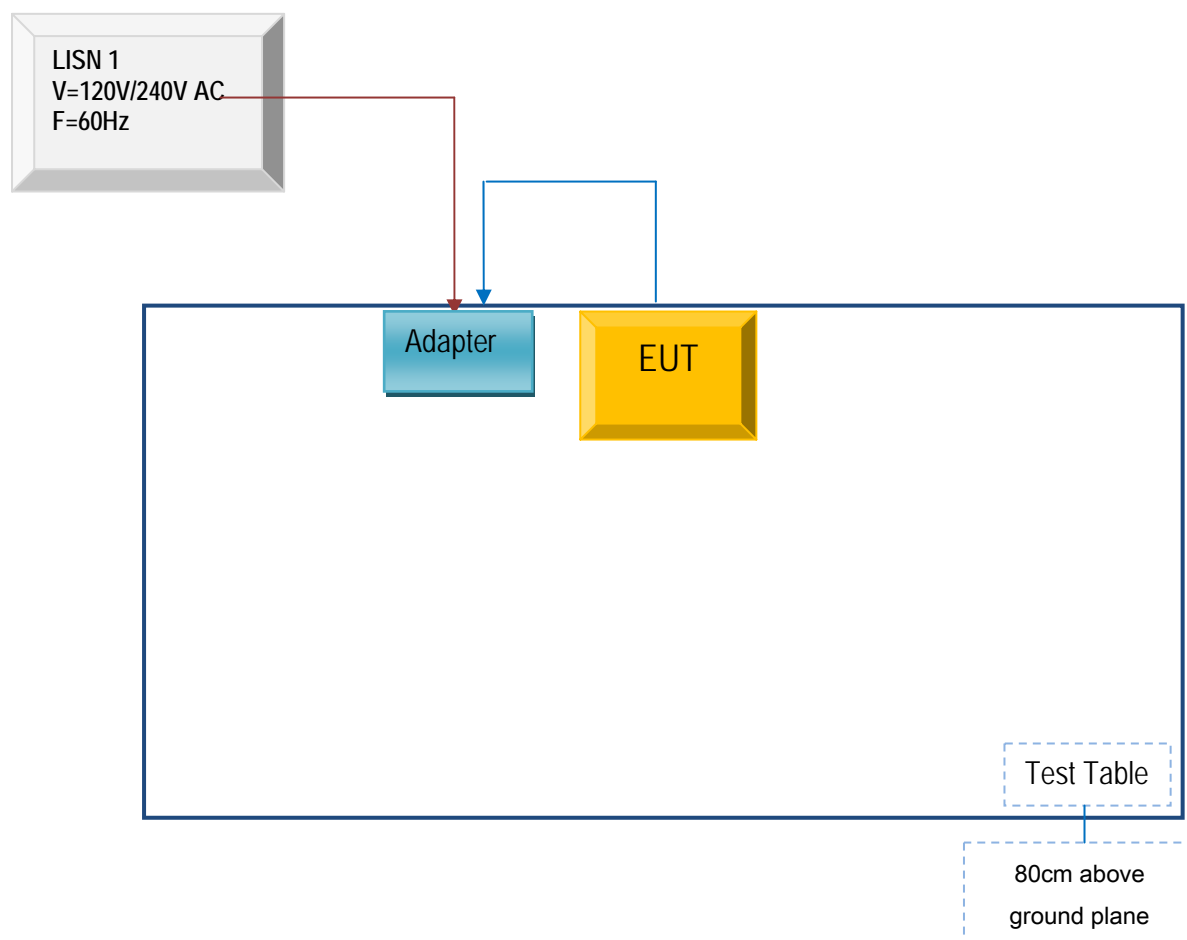 LISN 1
V=120V/240V AC
F=60Hz
Adapter
EUT
Test Table
80cm above
ground plane